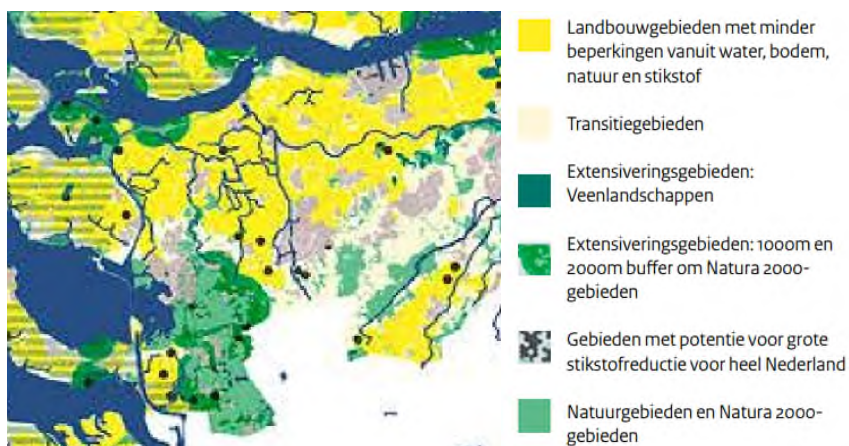 Landbouwgebieden met minder
beperkingen vanuit water, bodem,
natuur en stikstof
Transitiegebieden
Extensiveringsgebieden:
Veenlandschappen
Extensiveringsgebieden: 1000m en
2000m buffer om Natura 2000-
gebieden
Gebieden met potentie voor grote
stikstofreductie voor heel Nederland
Natuurgebieden en Natura 2000-
gebieden